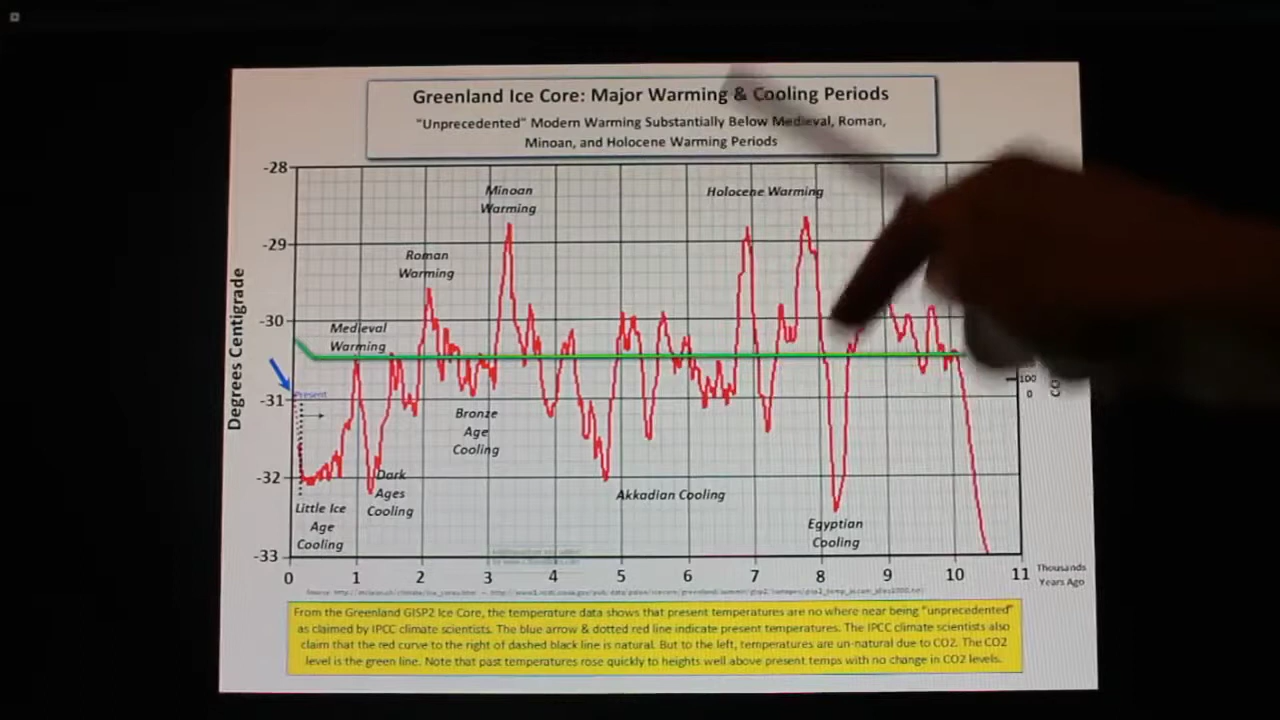 Greenland Ice Core: Major Warming & Cooling Periods
"Unprecedented" Modern Warming Substantially Below Medieval, Roman,
Minoan, and Holocene Warming Periods
-28
-29
-30
-31
-32
-33
Degrees Centigrade
Minoan
Warming
Holocene Warming
Roman
Warming
Medieval
Warming
Present
100
0
CO
Bronze
Age
Cooling
Dark
Ages
Cooling
Akkadian Cooling
Little Ice
Age
Cooling
Egyptian
Cooling
0 1 2 3 4 5 6 7 8 9 10 11
Thousands
Years Ago
From the Greenland GISP2 Ice Core, the temperature data shows that present temperatures are no where near being "unprecedented"
as claimed by IPCC climate scientists. The blue arrow & dotted red line indicate present temperatures. The IPCC climate scientists also
claim that the red curve to the right of dashed black line is natural. But to the left, temperatures are un-natural due to CO2. The CO2
level is the green line. Note that past temperatures rose quickly to heights well above present temps with no change in CO2 levels.